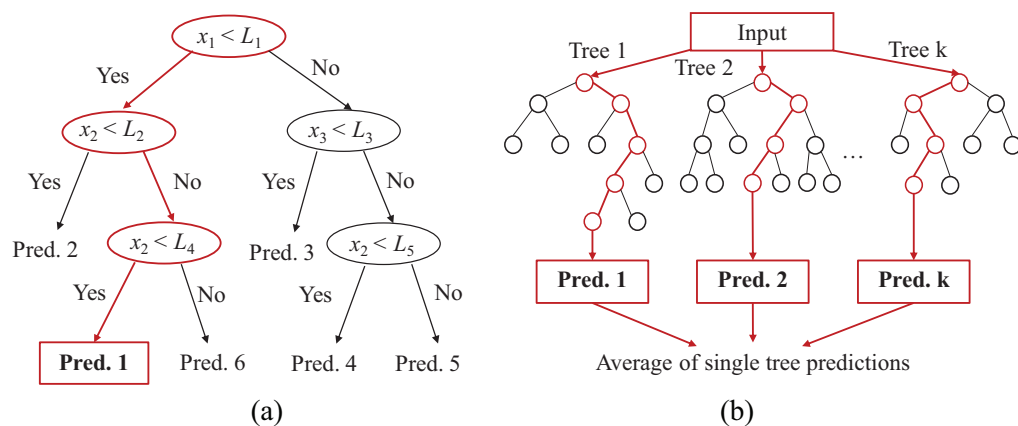 x₁ < L₁
Yes
No
x₂ < L₂
x₃ < L₃
Yes
No
Yes
No
Pred. 2
x₂ < L₄
Pred. 3
x₂ < L₅
Yes
No
Yes
No
Pred. 1
Pred. 6
Pred. 4
Pred. 5
(a)
Input
Tree 1
Tree 2
Tree k
...
Pred. 1
Pred. 2
Pred. k
Average of single tree predictions
(b)